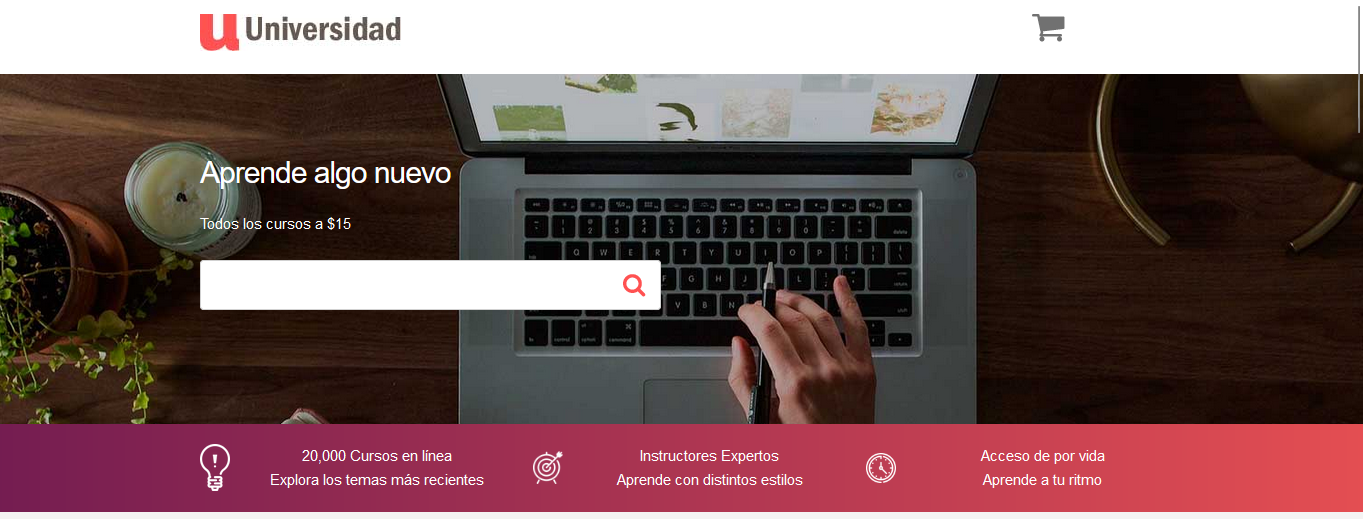 u Universidad
Aprende algo nuevo
Todos los cursos a $15
20,000 Cursos en línea
Explora los temas más recientes
Instructores Expertos
Aprende con distintos estilos
Acceso de por vida
Aprende a tu ritmo